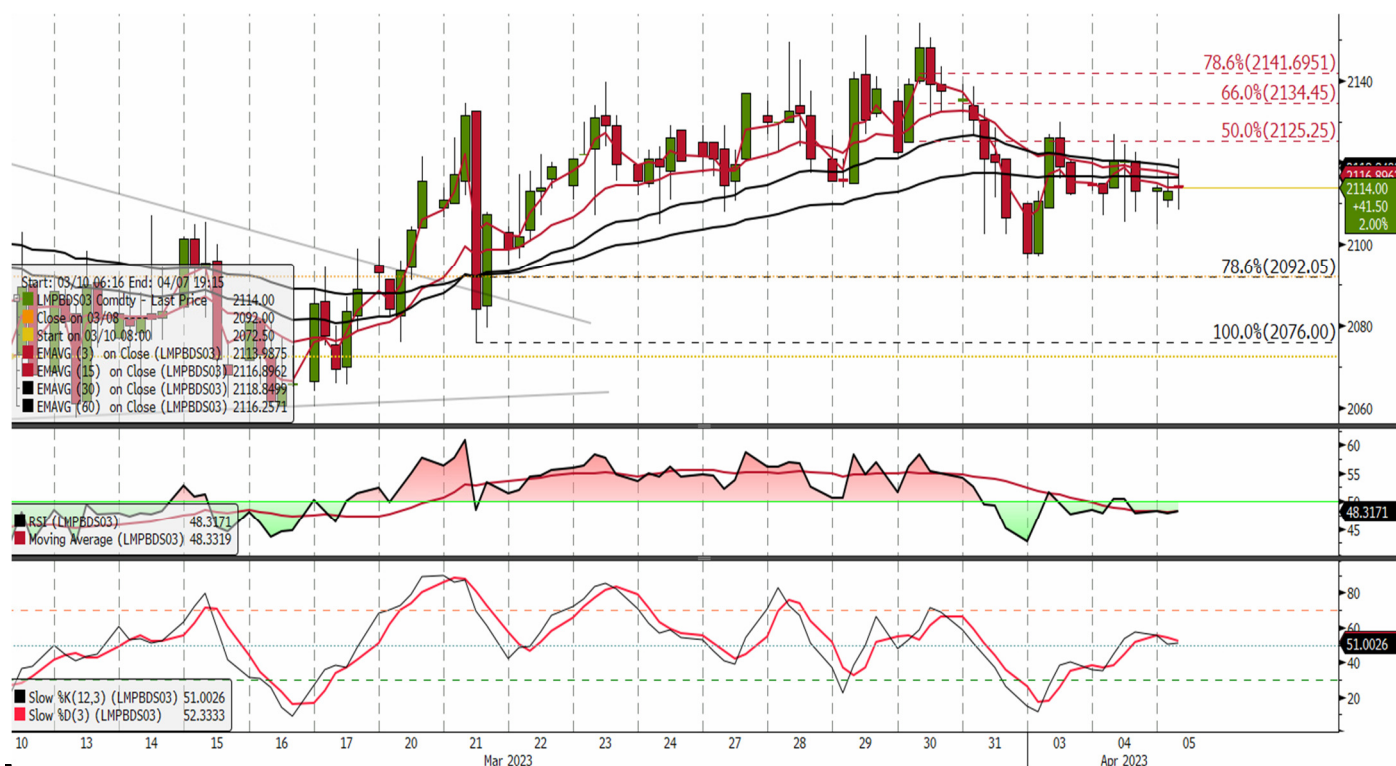 78.6%(2141.6951)
2140
66.0%(2134.45)
50.0%(2125.25)
2116.8962
2114.00
+41.50
2.00%
2100
78.6%(2092.05)
2080
100.0%(2076.00)
2060
Start: 03/10 06:16 End: 04/07 19:15
LMPBDS03 Comdty - Last Price 2114.00
Close on 03/08 2092.00
Start on 03/10 08:00 2072.50
EMAVG (3) on Close (LMPBDS03) 2113.9875
EMAVG (15) on Close (LMPBDS03) 2116.8962
EMAVG (30) on Close (LMPBDS03) 2118.8499
EMAVG (60) on Close (LMPBDS03) 2116.2571
60
55
50
48.3171
45
RSI (LMPBDS03) 48.3171
Moving Average (LMPBDS03) 48.3319
80
60
51.0026
40
20
Slow %K(12,3) (LMPBDS03) 51.0026
Slow %D(3) (LMPBDS03) 52.3333
10 13 14 15 16 17 20 21 22 23 24 27 28 29 30 31 03 04 05
Mar 2023 Apr 2023